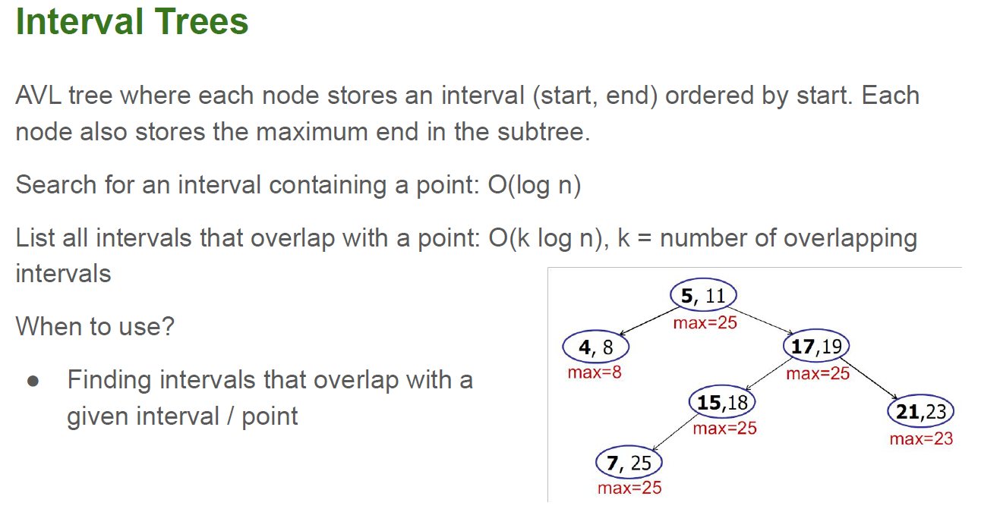 Interval Trees
AVL tree where each node stores an interval (start, end) ordered by start. Each
node also stores the maximum end in the subtree.
Search for an interval containing a point: O(log n)
List all intervals that overlap with a point: O(k log n), k = number of overlapping
intervals
When to use?
● Finding intervals that overlap with a
given interval / point
5, 11
max=25
4, 8
max=8
17,19
max=25
15,18
max=25
21,23
max=23
7, 25
max=25